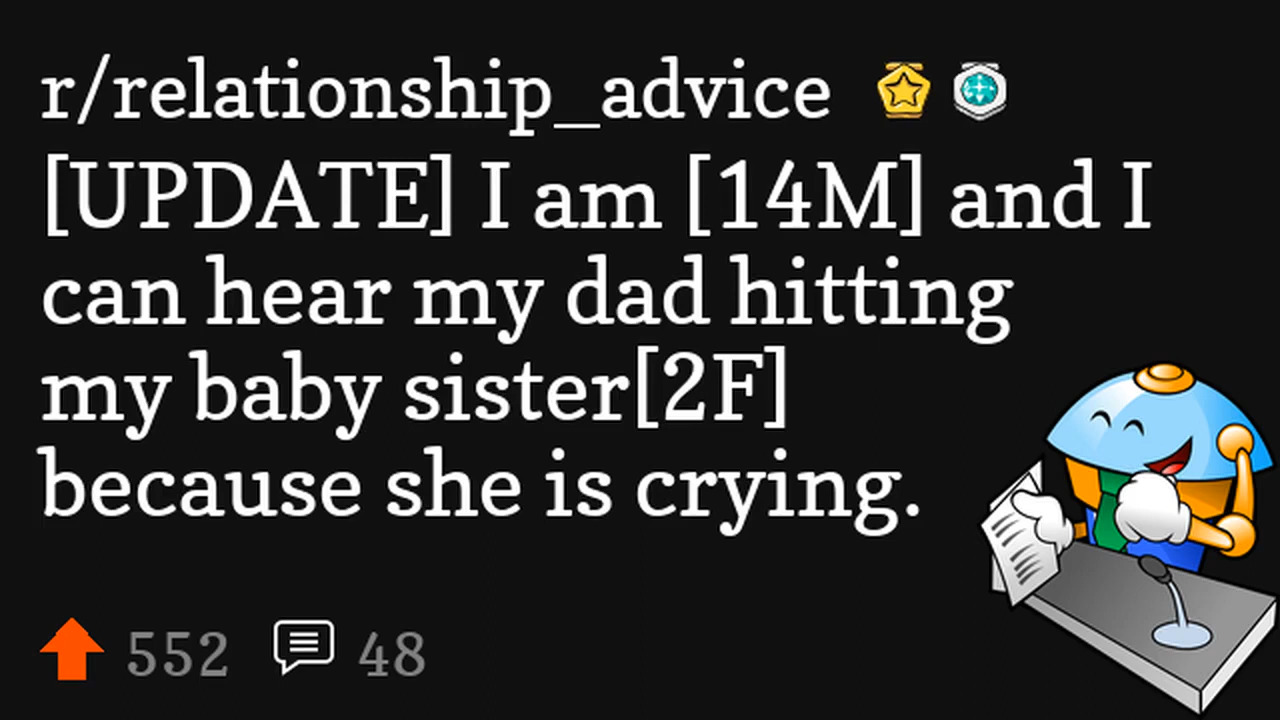 r/relationship_advice
[UPDATE] I am [14M] and I
can hear my dad hitting
my baby sister[2F]
because she is crying.
552 48